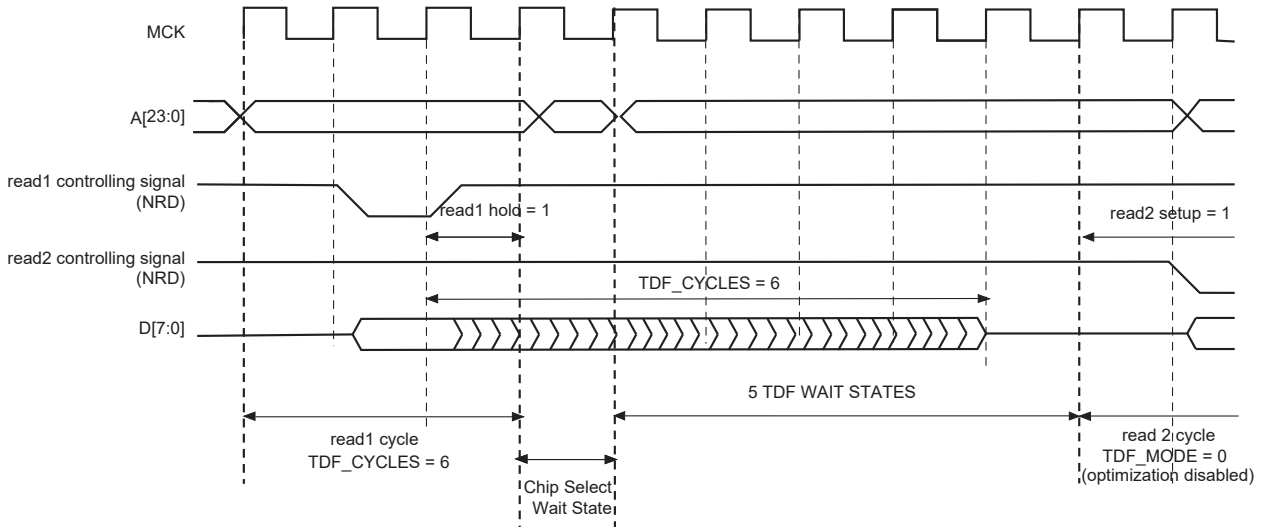 MCK
A[23:0]
read1 controlling signal
(NRD)
read1 hold = 1
read2 setup = 1
read2 controlling signal
(NRD)
TDF_CYCLES = 6
D[7:0]
5 TDF WAIT STATES
read1 cycle
TDF_CYCLES = 6
read 2 cycle
TDF_MODE = 0
(optimization disabled)
Chip Select
Wait State